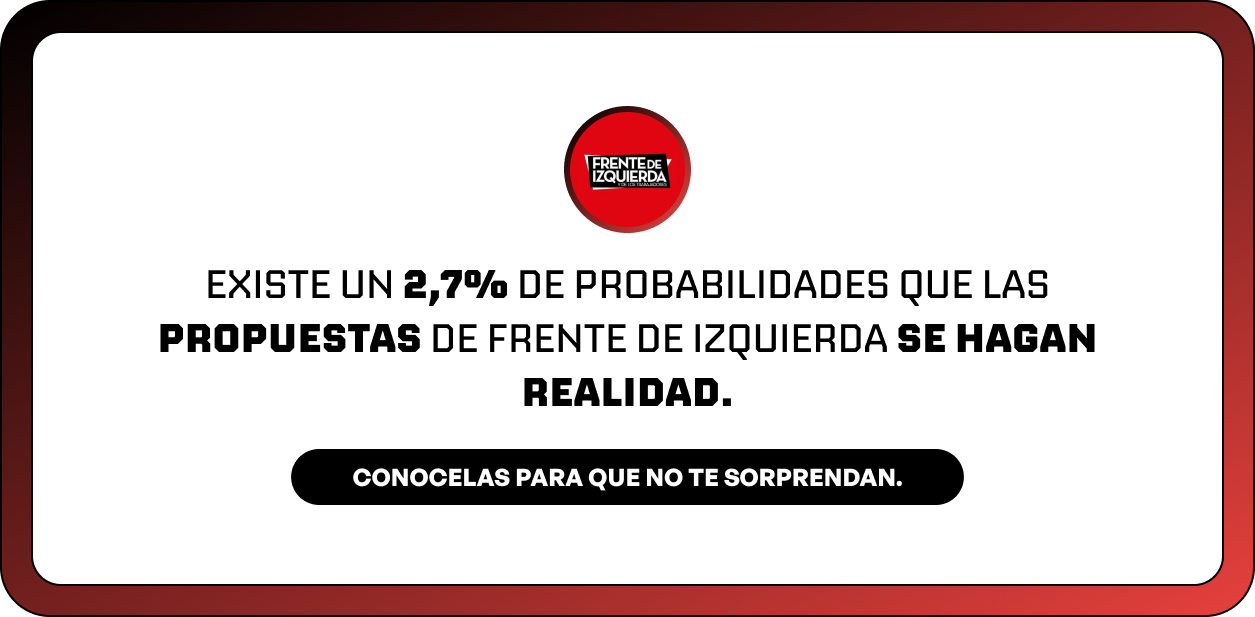 FRENTE DE
IZQUIERDA
Y DE LOS TRABAJADORES
EXISTE UN 2,7% DE PROBABILIDADES QUE LAS
PROPUESTAS DE FRENTE DE IZQUIERDA SE HAGAN
REALIDAD.
CONOCELAS PARA QUE NO TE SORPRENDAN.